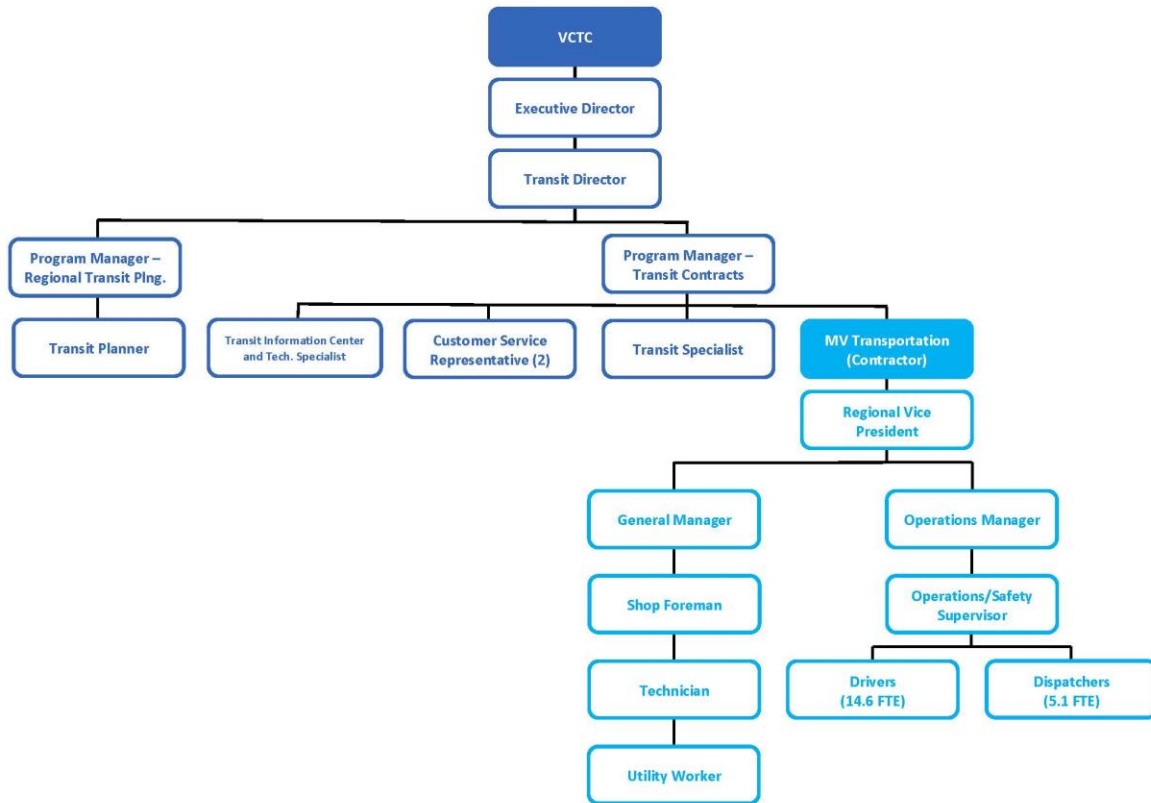 VCTC
Executive Director
Transit Director
Program Manager –
Regional Transit Plng.
Program Manager –
Transit Contracts
Transit Planner
Transit Information Center
and Tech. Specialist
Customer Service
Representative (2)
Transit Specialist
MV Transportation
(Contractor)
Regional Vice
President
General Manager
Operations Manager
Shop Foreman
Operations/Safety
Supervisor
Technician
Drivers
(14.6 FTE)
Dispatchers
(5.1 FTE)
Utility Worker